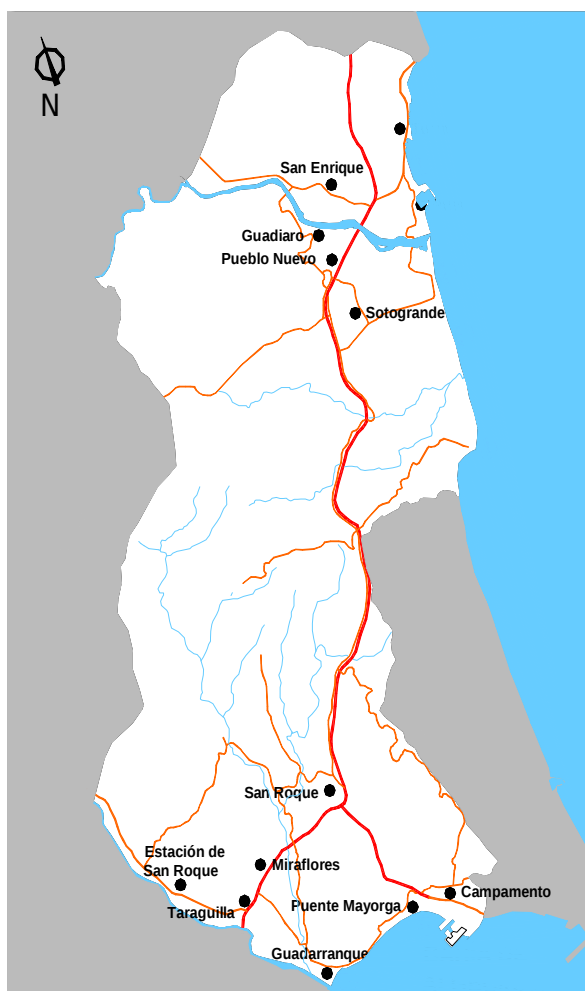 N
San Enrique
Guadiaro
Pueblo Nuevo
Sotogrande
San Roque
Estación de
San Roque
Miraflores
Taraguilla
Campamento
Puente Mayorga
Guadarranque